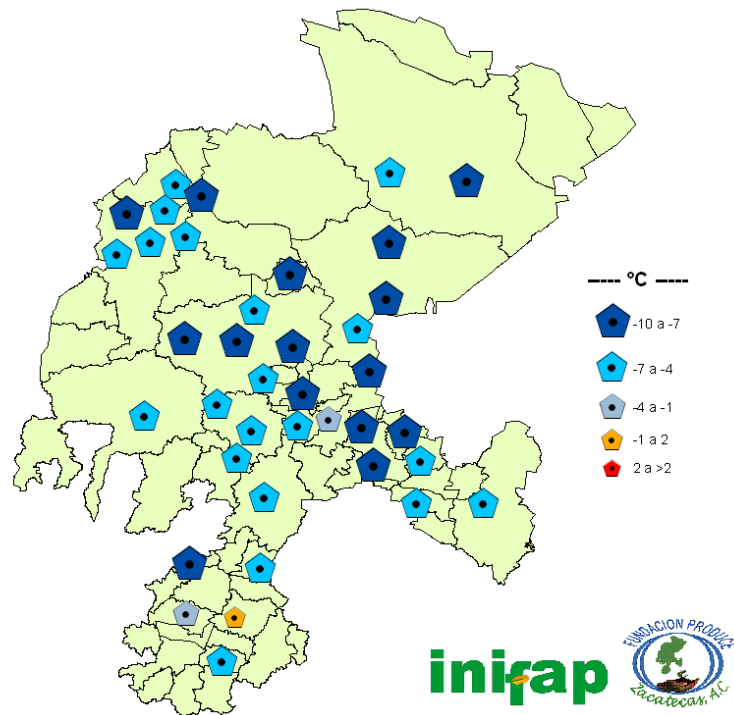 ---- °C ----
-10 a -7
-7 a -4
-4 a -1
-1 a 2
2 a >2
inifap
FUNDACION PRODUCE
Zacatecas, A.C.